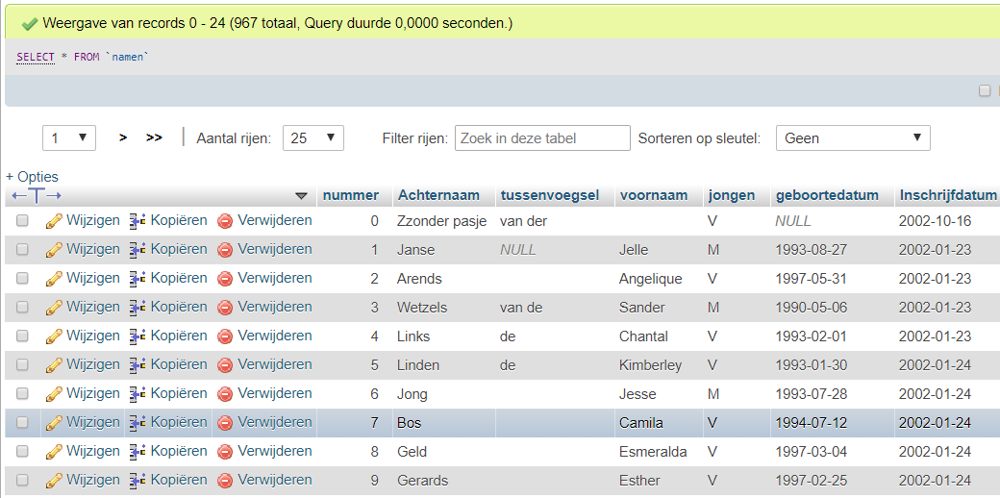 Weergave van records 0 - 24 (967 totaal, Query duurde 0,0000 seconden.)
SELECT * FROM `namen`
1 > >> | Aantal rijen: 25 Filter rijen: Zoek in deze tabel Sorteren op sleutel: Geen
+ Opties
←T→ nummer Achternaam tussenvoegsel voornaam jongen geboortedatum Inschrijfdatum
Wijzigen Kopiëren Verwijderen 0 Zzonder pasje van der V NULL 2002-10-16
Wijzigen Kopiëren Verwijderen 1 Janse NULL Jelle M 1993-08-27 2002-01-23
Wijzigen Kopiëren Verwijderen 2 Arends Angelique V 1997-05-31 2002-01-23
Wijzigen Kopiëren Verwijderen 3 Wetzels van de Sander M 1990-05-06 2002-01-23
Wijzigen Kopiëren Verwijderen 4 Links de Chantal V 1993-02-01 2002-01-23
Wijzigen Kopiëren Verwijderen 5 Linden de Kimberley V 1993-01-30 2002-01-24
Wijzigen Kopiëren Verwijderen 6 Jong Jesse M 1993-07-28 2002-01-24
Wijzigen Kopiëren Verwijderen 7 Bos Camila V 1994-07-12 2002-01-24
Wijzigen Kopiëren Verwijderen 8 Geld Esmeralda V 1997-03-04 2002-01-24
Wijzigen Kopiëren Verwijderen 9 Gerards Esther V 1997-02-25 2002-01-24